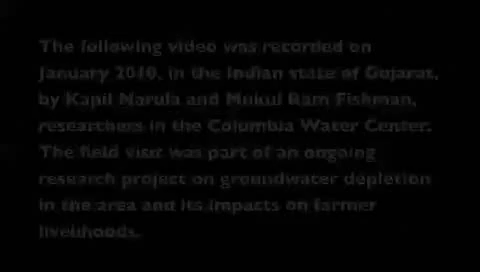 The following video was recorded on
January 2010, in the Indian state of Gujarat,
by Kapil Narula and Mukul Ram Fishman,
researchers in the Columbia Water Center.
The field visit was part of an ongoing
research project on groundwater depletion
in the area and its impacts on farmer
livelihoods.